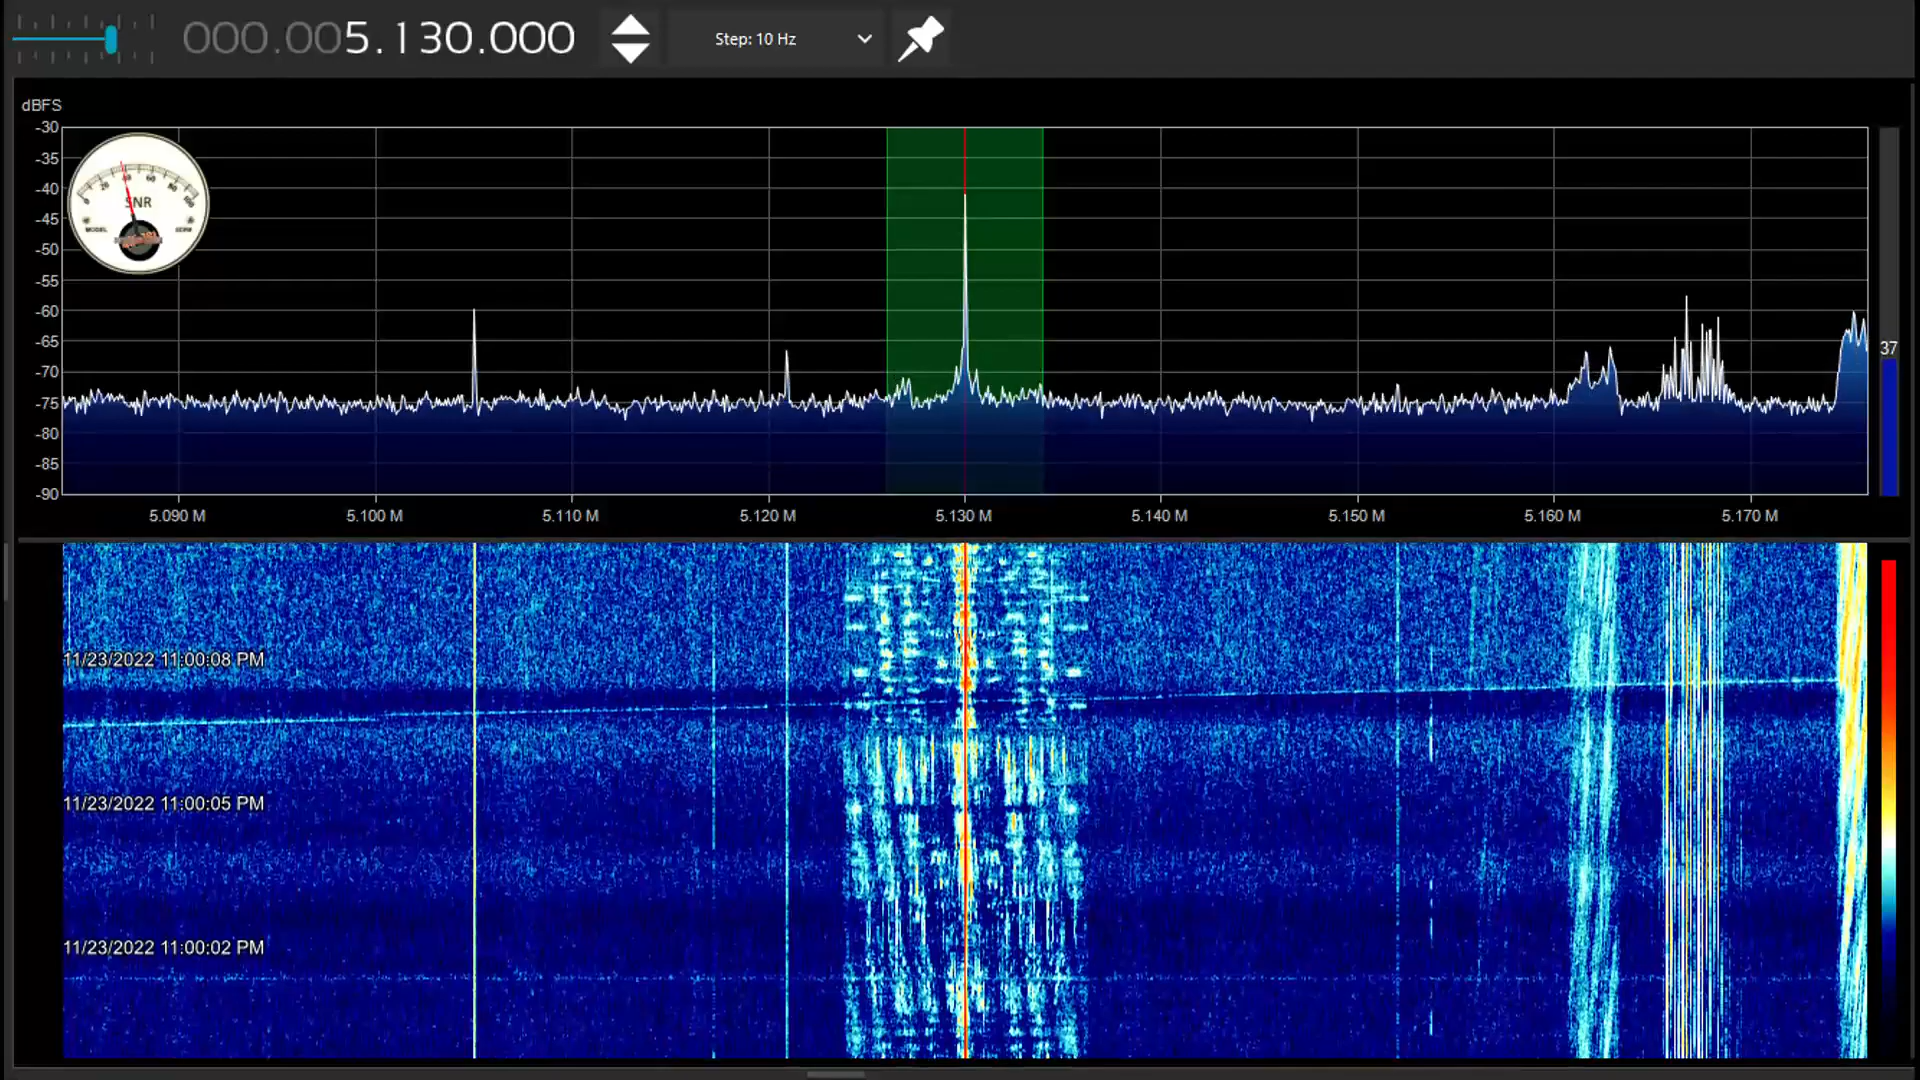 000.005.130.000
Step: 10 Hz
dBFS
-30
-35
-40
-45
-50
-55
-60
-65
-70
-75
-80
-85
-90
SNR
37
5.090 M
5.100 M
5.110 M
5.120 M
5.130 M
5.140 M
5.150 M
5.160 M
5.170 M
11/23/2022 11:00:08 PM
11/23/2022 11:00:05 PM
11/23/2022 11:00:02 PM